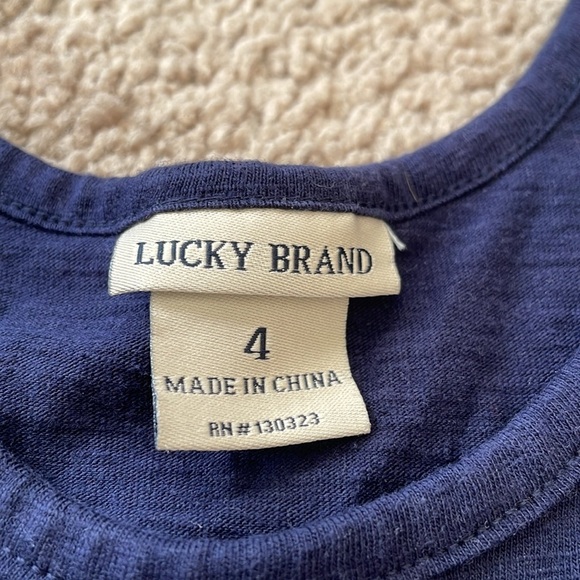 LUCKY BRAND
4
MADE IN CHINA
RN#130323